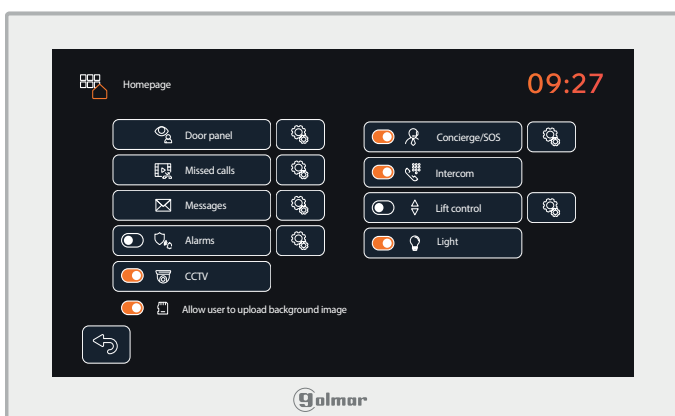 Homepage
09:27
Door panel
Missed calls
Messages
Alarms
CCTV
Allow user to upload background image
Concierge/SOS
Intercom
Lift control
Light
golmar